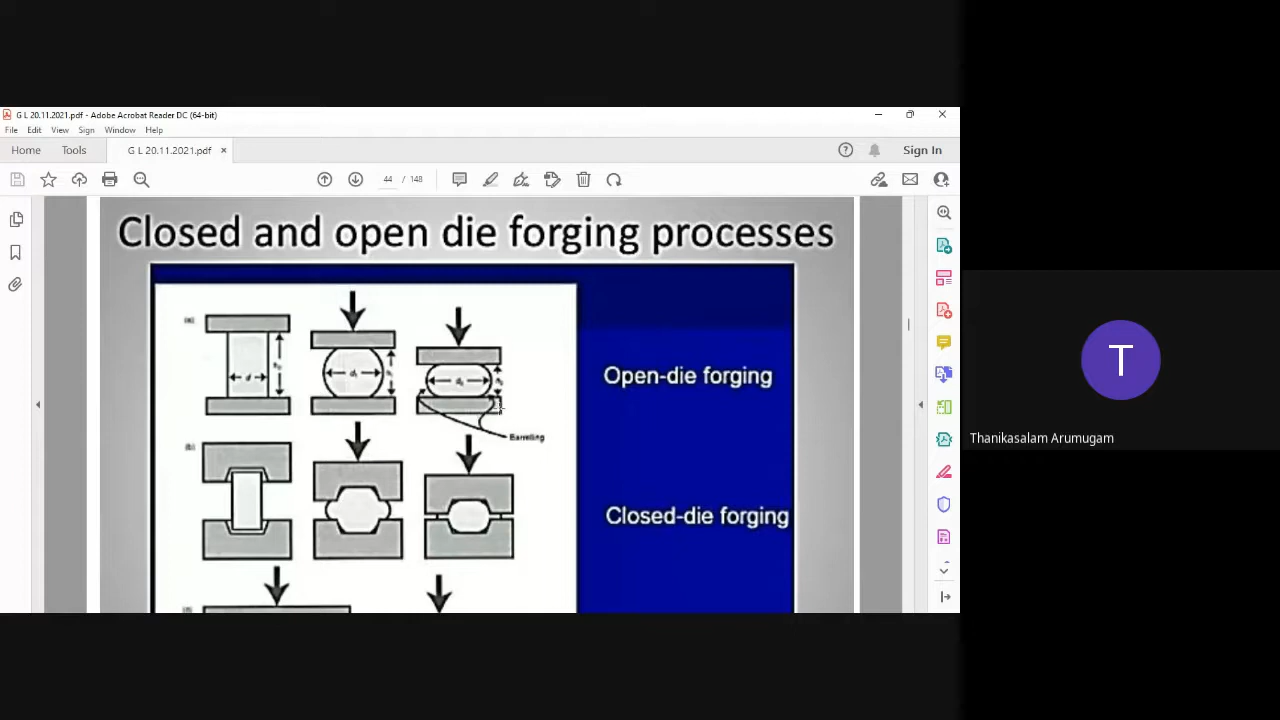 G L 20.11.2021.pdf - Adobe Acrobat Reader DC (64-bit)
File Edit View Sign Window Help
Home Tools G L 20.11.2021.pdf × Sign In
44 / 148
Closed and open die forging processes
(a)
d
Open-die forging
Barreling
(b)
Closed-die forging
T
Thanikasalam Arumugam